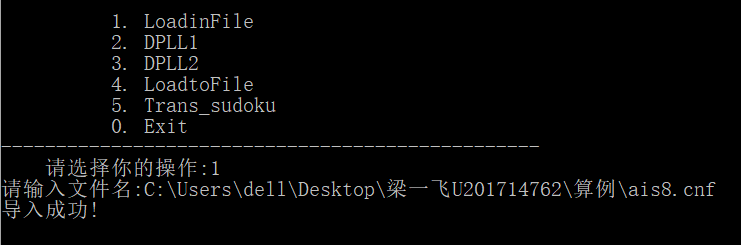 1. LoadinFile
2. DPLL1
3. DPLL2
4. LoadtoFile
5. Trans_sudoku
0. Exit
-------------------------------------------------
请选择你的操作:1
请输入文件名:C:\Users\dell\Desktop\梁一飞U201714762\算例\ais8.cnf
导入成功!